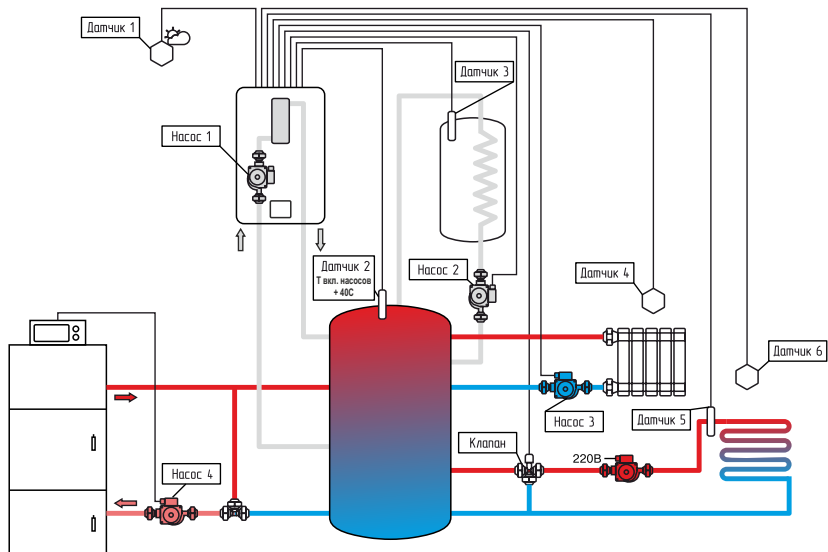 Датчик 1
Датчик 3
Насос 1
Датчик 2
Т вкл. насосов
+ 40С
Насос 2
Датчик 4
Датчик 6
Насос 3
Датчик 5
Клапан
220В
Насос 4